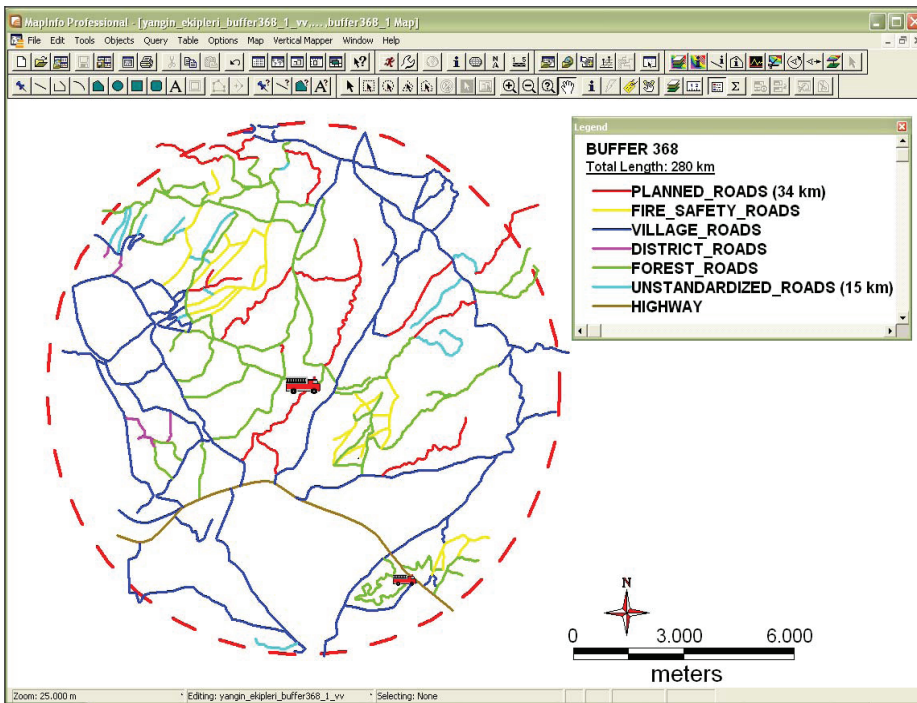 MapInfo Professional - [yangin_ekipleri_buffer368_1_vv,...,buffer368_1 Map]
File Edit Tools Objects Query Table Options Map Vertical Mapper Window Help
Legend
BUFFER 368
Total Length: 280 km
PLANNED_ROADS (34 km)
FIRE_SAFETY_ROADS
VILLAGE_ROADS
DISTRICT_ROADS
FOREST_ROADS
UNSTANDARDIZED_ROADS (15 km)
HIGHWAY
N
0 3.000 6.000
meters
Zoom: 25.000 m Editing: yangin_ekipleri_buffer368_1_vv Selecting: None